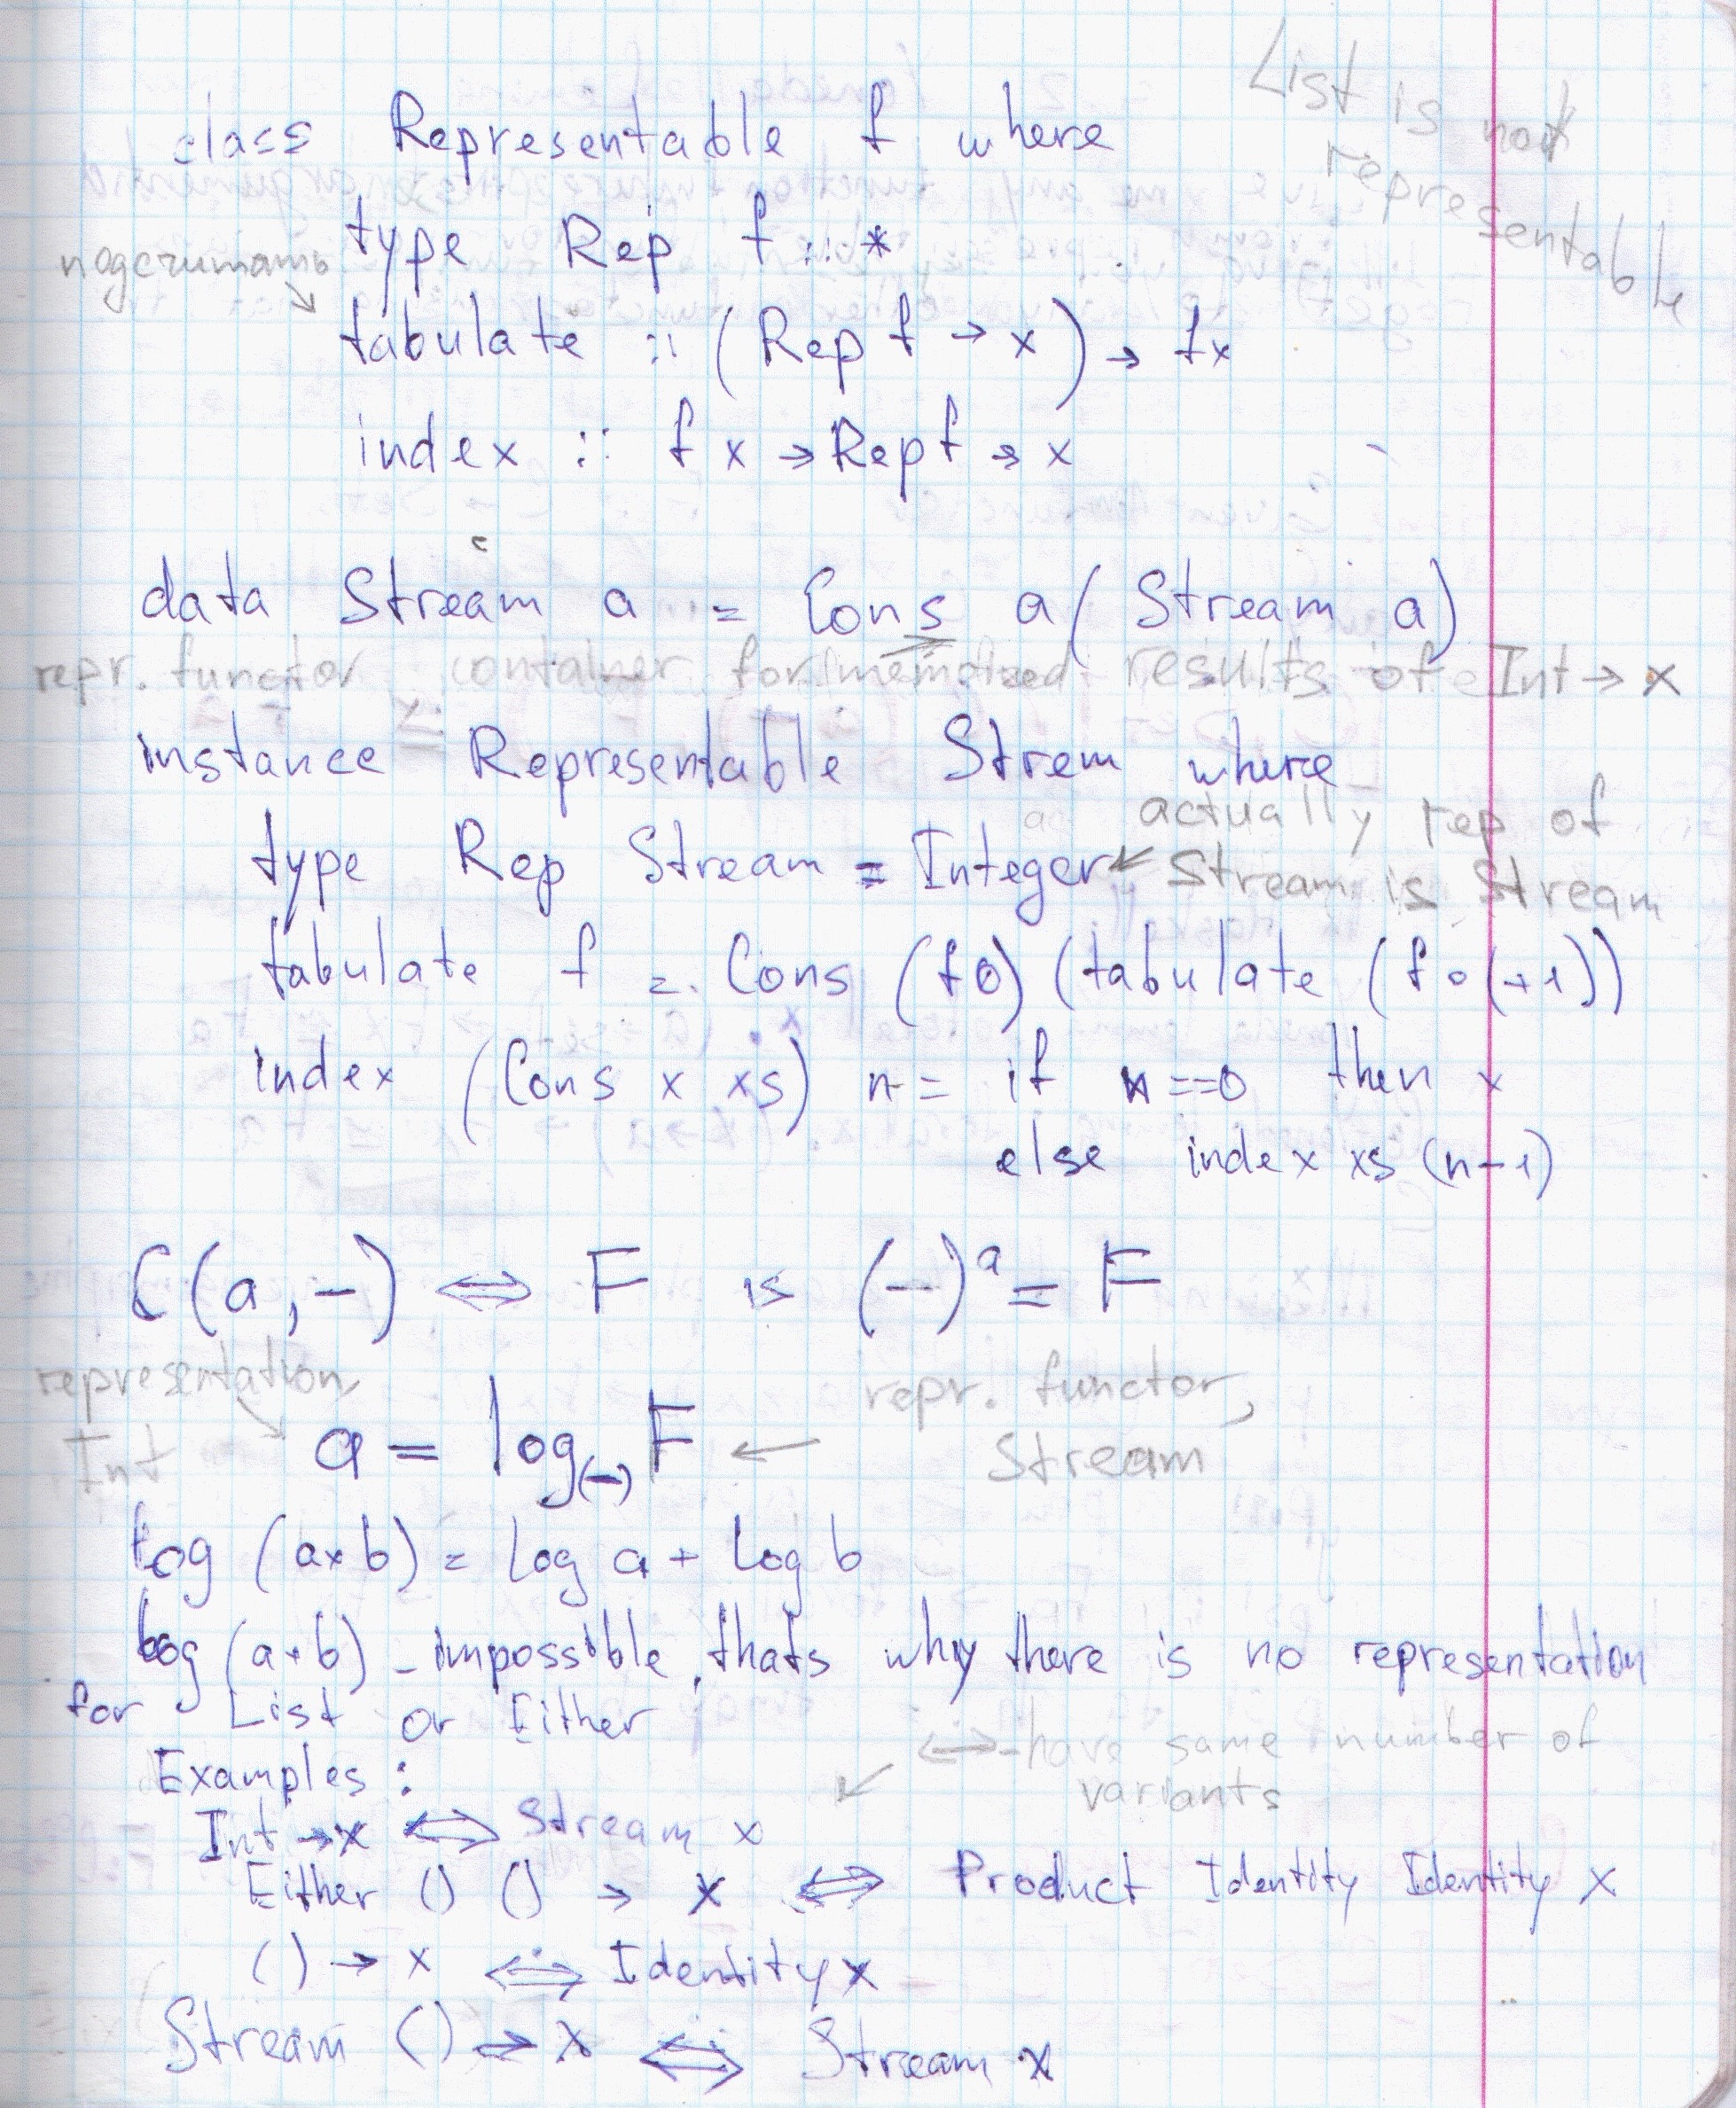 List is not
representable
class Representable f where
type Rep f :: *
подсчитать
tabulate :: (Rep f → x) → fx
index :: f x → Rep f → x
data Stream a = Cons a (Stream a)
repr. functor container for memoized results of Int → x
instance Representable Strem where
actually rep of
type Rep Stream = Integer ← Stream is Stream
tabulate f = Cons (f0) (tabulate (f ∘ (+1)))
index (Cons x xs) n = if n == 0 then x
else index xs (n-1)
C(a, -) ⇔ F is (-)ᵃ = F
representation, repr. functor,
Int a = log₍₋₎ F ← Stream
log (a×b) = log a + log b
log (a+b) - impossible, thats why there is no representation
for List or Either
⇔ - have same number of
variants
Examples :
Int → x ⇔ Stream x
Either () () → x ⇔ Product Identity Identity x
() → x ⇔ Identity x
Stream () → x ⇔ Stream x